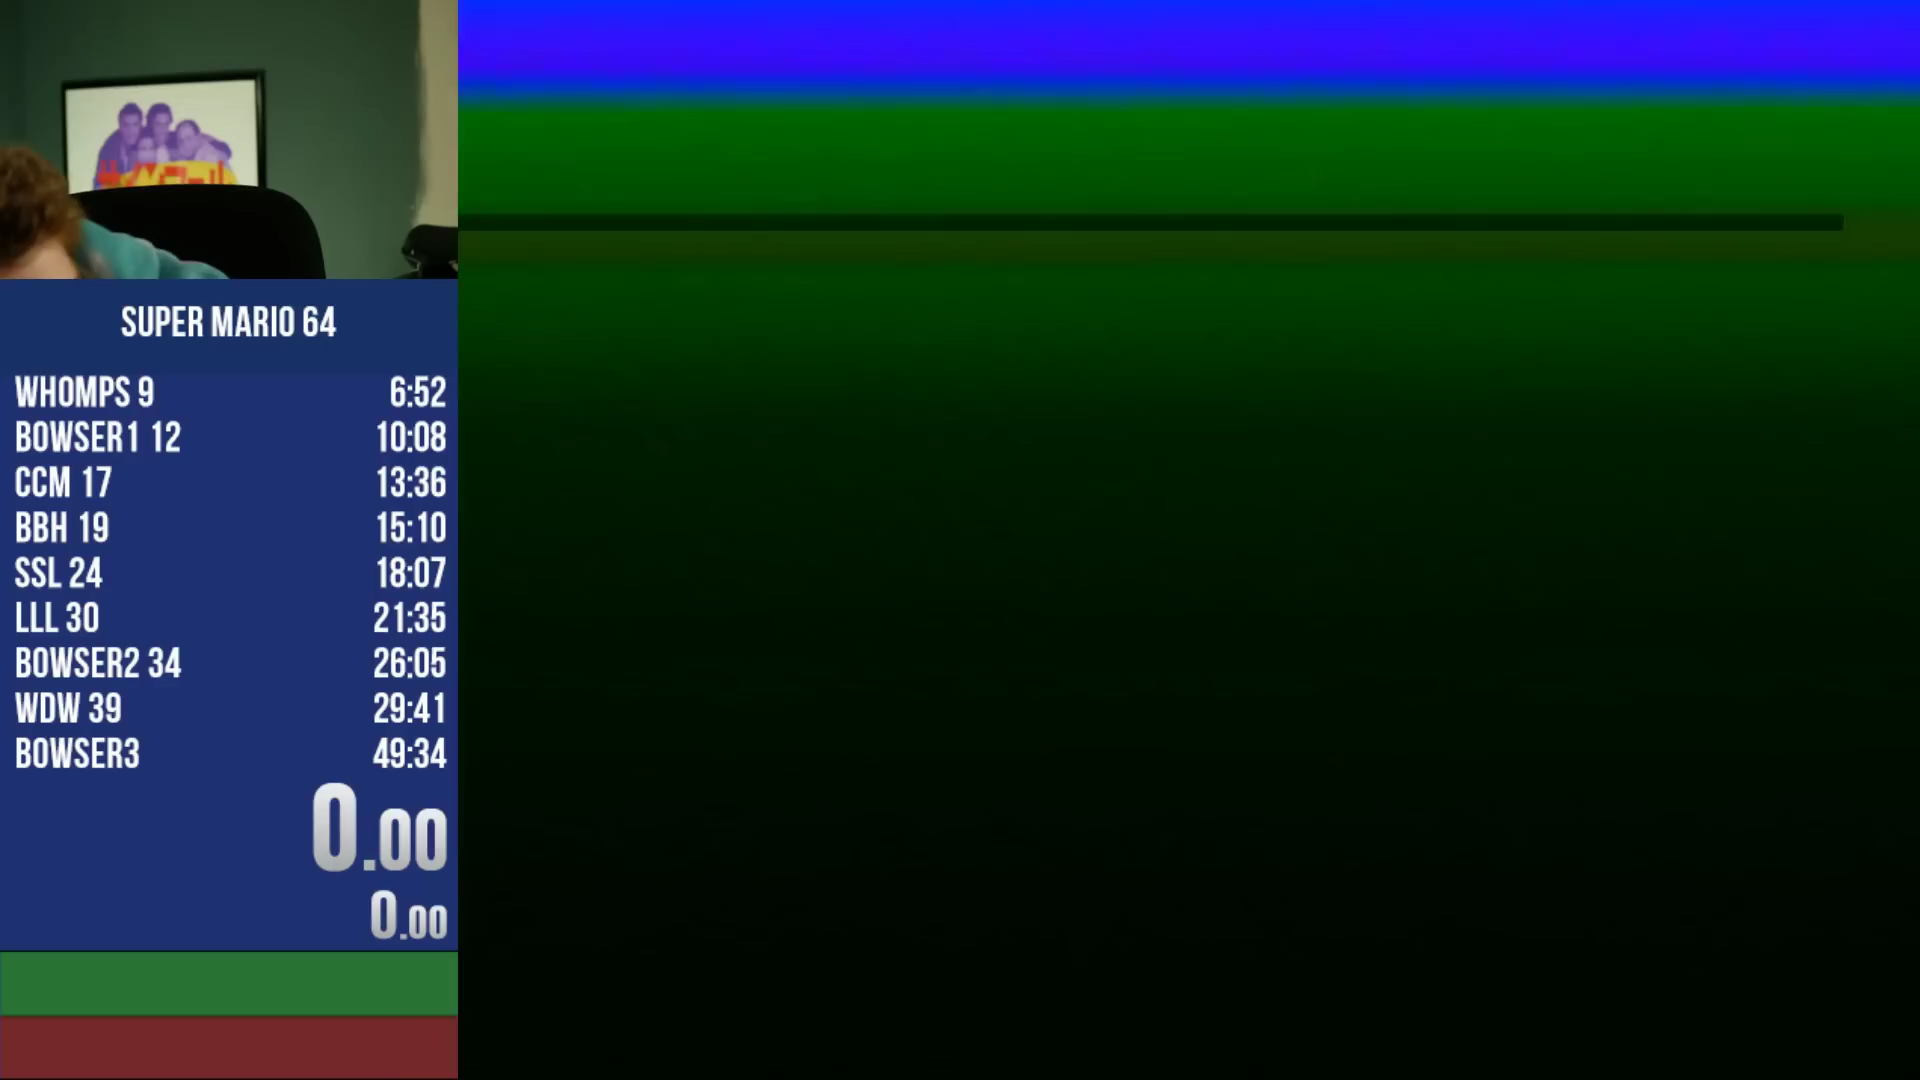 SUPER MARIO 64
WHOMPS 9 6:52
BOWSER1 12 10:08
CCM 17 13:36
BBH 19 15:10
SSL 24 18:07
LLL 30 21:35
BOWSER2 34 26:05
WDW 39 29:41
BOWSER3 49:34
0.00
0.00